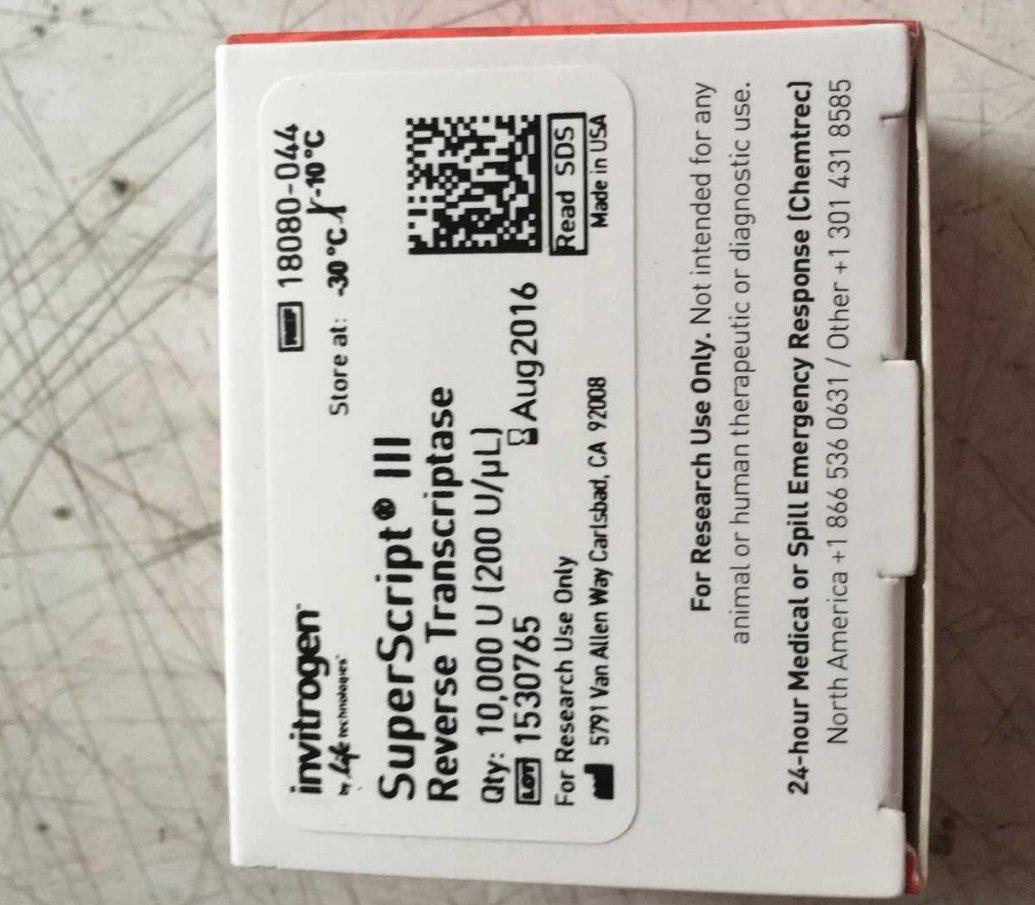 invitrogen™
by life technologies™
REF 18080-044
Store at: -30 °C -10°C
SuperScript® III
Reverse Transcriptase
Qty: 10,000 U (200 U/µL)
LOT 1530765
Aug2016
For Research Use Only
5791 Van Allen Way Carlsbad, CA 92008
Read SDS
Made in USA
For Research Use Only. Not intended for any
animal or human therapeutic or diagnostic use.
24-hour Medical or Spill Emergency Response (Chemtrec)
North America +1 866 536 0631 / Other +1 301 431 8585